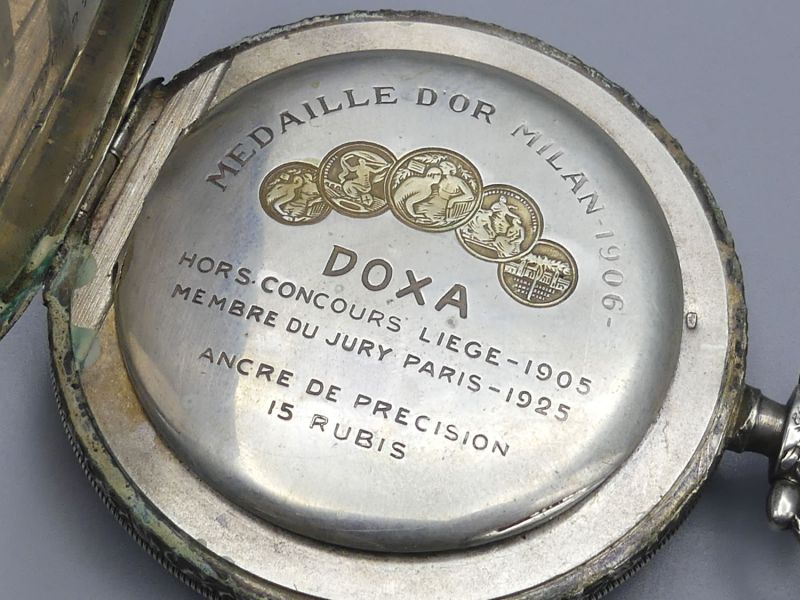 MEDAILLE D'OR MILAN-1906-
DOXA
HORS.CONCOURS LIEGE-1905
MEMBRE DU JURY PARIS-1925
ANCRE DE PRECISION
15 RUBIS